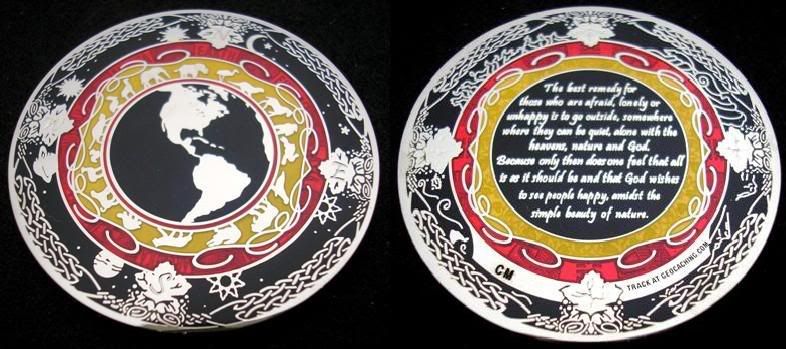 EARTH
The best remedy for
those who are afraid, lonely or
unhappy is to go outside, somewhere
where they can be quiet, alone with the
heavens, nature and God.
Because only then does one feel that all
is as it should be and that God wishes
to see people happy, amidst the
simple beauty of nature.
CM
TRACK AT GEOCACHING.COM